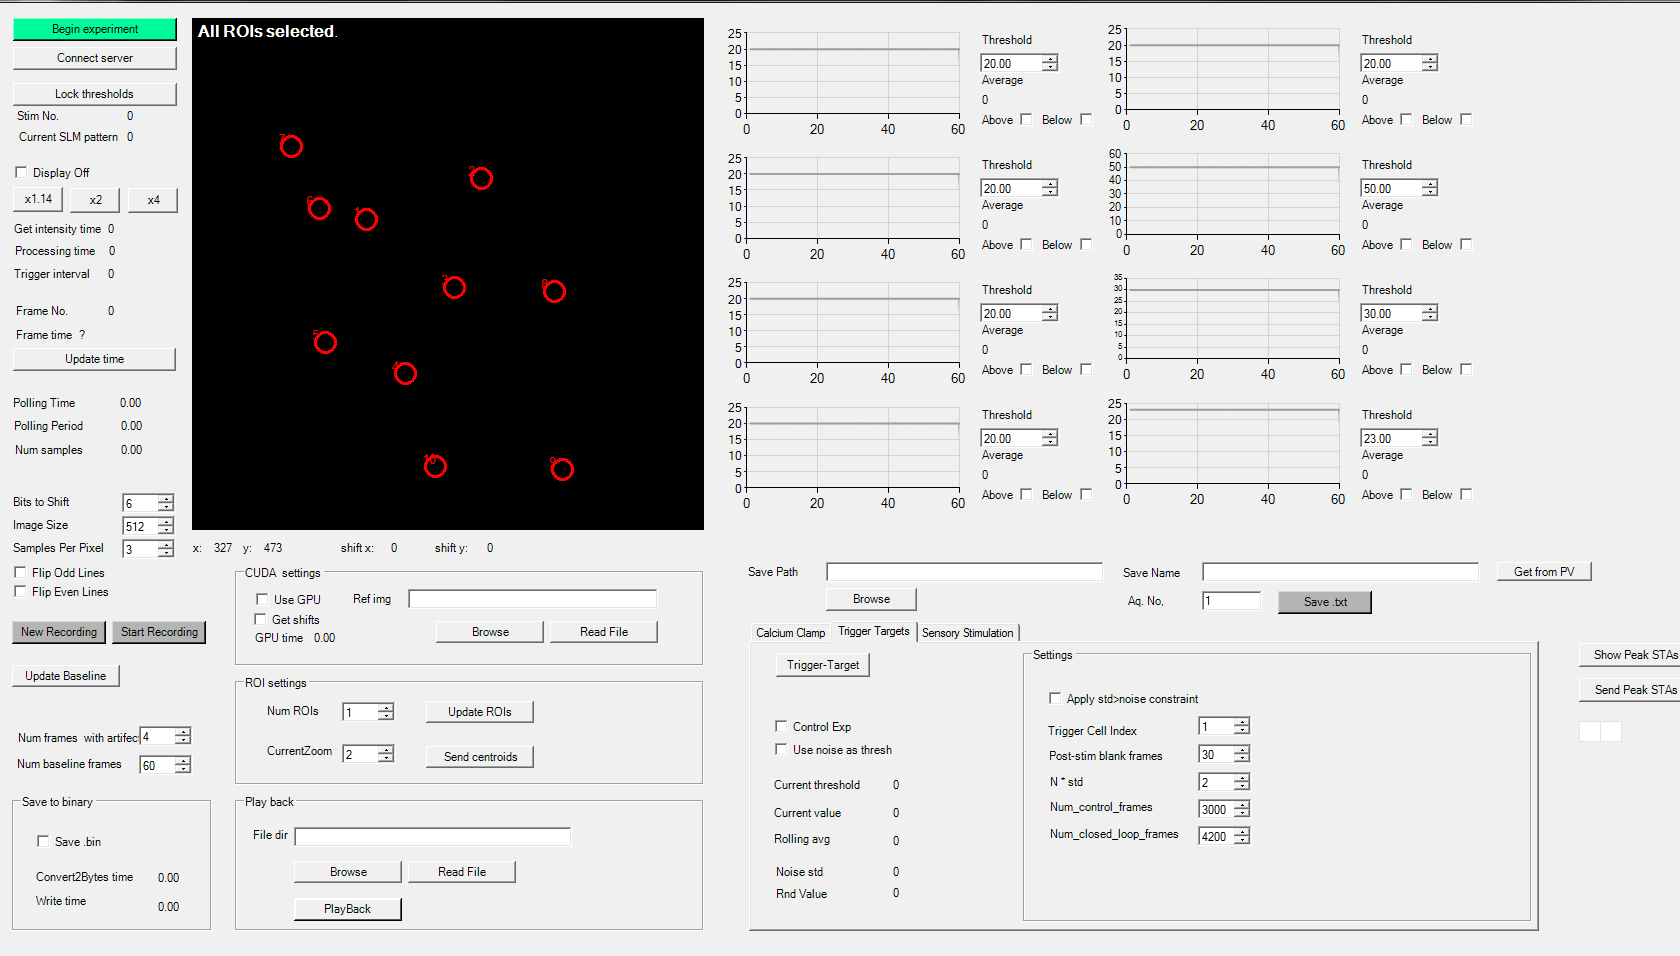 Begin experiment
Connect server
Lock thresholds
Stim No. 0
Current SLM pattern 0
Display Off
x1.14 x2 x4
Get intensity time 0
Processing time 0
Trigger interval 0
Frame No. 0
Frame time ?
Update time
Polling Time 0.00
Polling Period 0.00
Num samples 0.00
Bits to Shift 6
Image Size 512
Samples Per Pixel 3
Flip Odd Lines
Flip Even Lines
New Recording Start Recording
Update Baseline
Num frames with artifec 4
Num baseline frames 60
Save to binary
Save .bin
Convert2Bytes time 0.00
Write time 0.00
All ROIs selected.
7
2
6
1
3
8
5
4
10
9
x: 327 y: 473 shift x: 0 shift y: 0
CUDA settings
Use GPU Ref img
Get shifts
GPU time 0.00 Browse Read File
ROI settings
Num ROIs 1 Update ROIs
CurrentZoom 2 Send centroids
Play back
File dir
Browse Read File
PlayBack
25
20
15
10
5
0
0 20 40 60
Threshold
20.00
Average
0
Above Below
25
20
15
10
5
0
0 20 40 60
Threshold
20.00
Average
0
Above Below
25
20
15
10
5
0
0 20 40 60
Threshold
20.00
Average
0
Above Below
60
50
40
30
20
10
0
0 20 40 60
Threshold
50.00
Average
0
Above Below
25
20
15
10
5
0
0 20 40 60
Threshold
20.00
Average
0
Above Below
35
30
25
20
15
10
5
0
0 20 40 60
Threshold
30.00
Average
0
Above Below
25
20
15
10
5
0
0 20 40 60
Threshold
20.00
Average
0
Above Below
25
20
15
10
5
0
0 20 40 60
Threshold
23.00
Average
0
Above Below
Save Path Save Name Get from PV
Browse Aq. No, 1 Save .txt
Calcium Clamp Trigger Targets Sensory Stimulation
Trigger-Target
Control Exp
Use noise as thresh
Current threshold 0
Current value 0
Rolling avg 0
Noise std 0
Rnd Value 0
Settings
Apply std>noise constraint
Trigger Cell Index 1
Post-stim blank frames 30
N * std 2
Num_control_frames 3000
Num_closed_loop_frames 4200
Show Peak STAs
Send Peak STAs